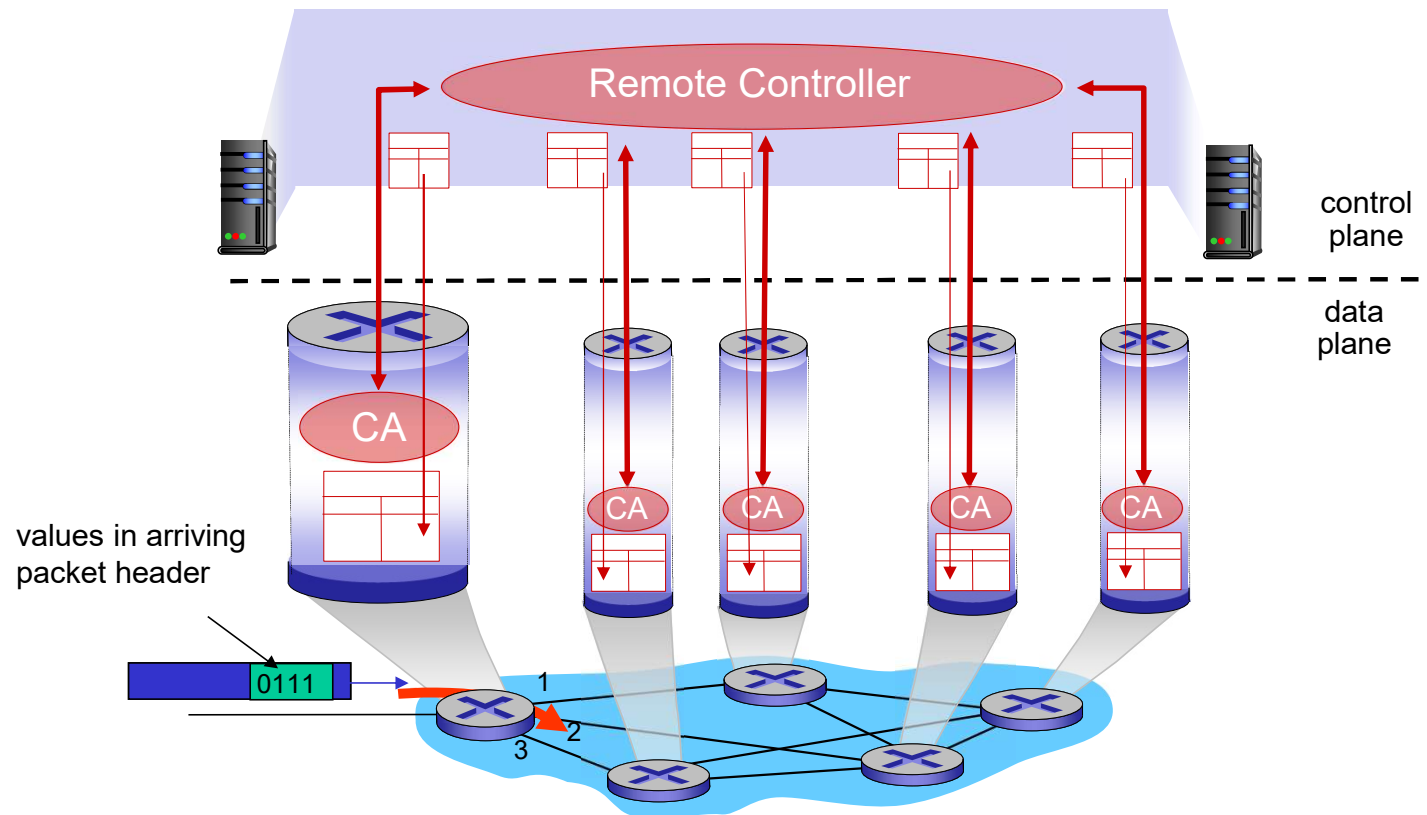 Remote Controller
control
plane
data
plane
CA
CA
CA
CA
CA
values in arriving
packet header
0111
1
2
3